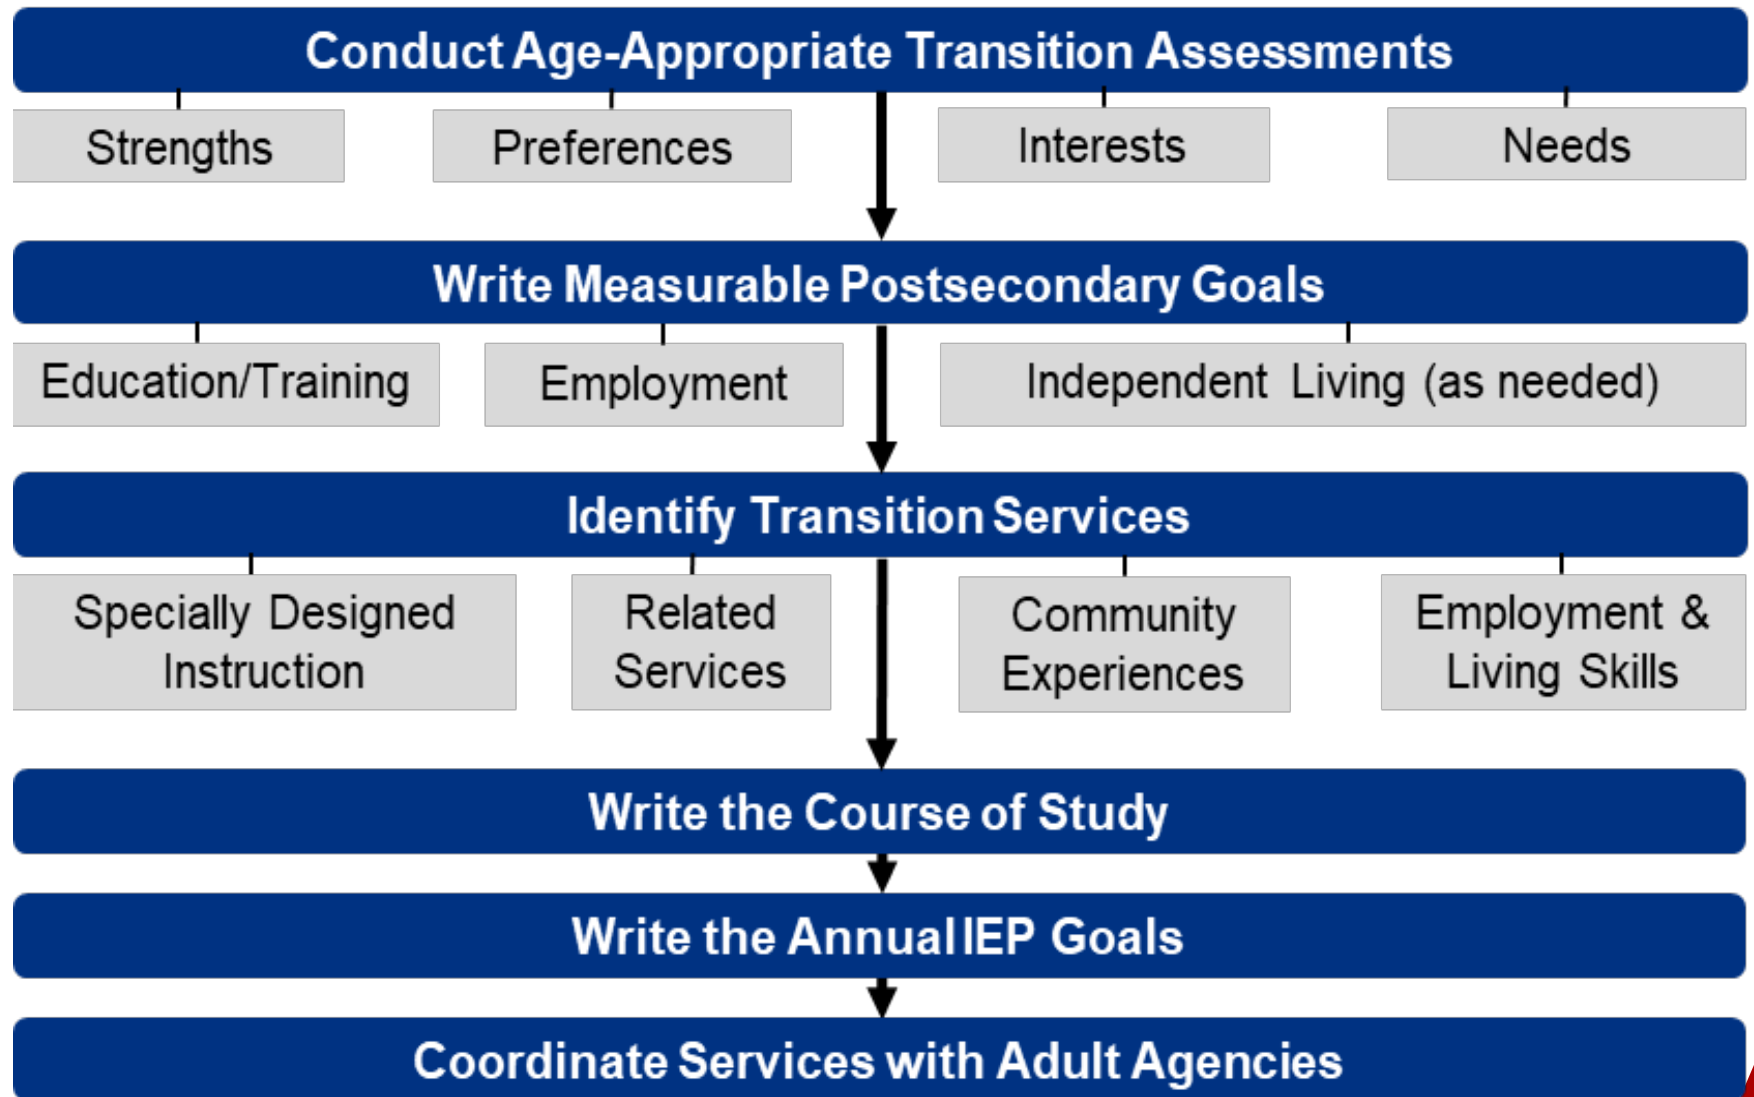 Conduct Age-Appropriate Transition Assessments
Strengths
Preferences
Interests
Needs
Write Measurable Postsecondary Goals
Education/Training
Employment
Independent Living (as needed)
Identify Transition Services
Specially Designed
Instruction
Related
Services
Community
Experiences
Employment &
Living Skills
Write the Course of Study
Write the Annual IEP Goals
Coordinate Services with Adult Agencies